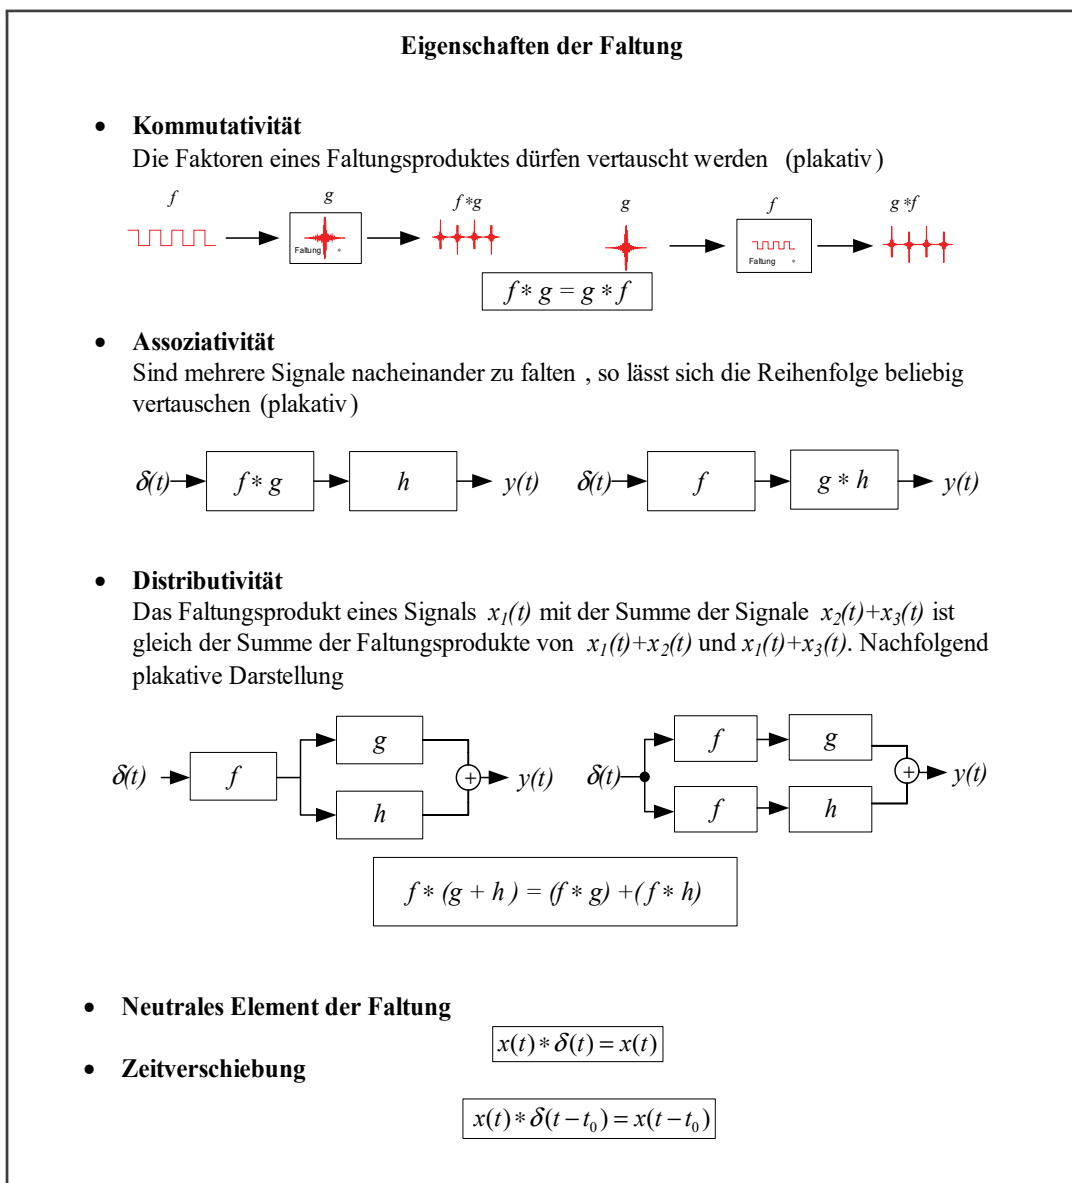 Eigenschaften der Faltung
• Kommutativität
Die Faktoren eines Faltungsproduktes dürfen vertauscht werden (plakativ)
f g f*g g f g*f
Faltung * Faltung *
f * g = g * f
• Assoziativität
Sind mehrere Signale nacheinander zu falten , so lässt sich die Reihenfolge beliebig
vertauschen (plakativ)
δ(t) f * g h y(t) δ(t) f g * h y(t)
• Distributivität
Das Faltungsprodukt eines Signals x₁(t) mit der Summe der Signale x₂(t)+x₃(t) ist
gleich der Summe der Faltungsprodukte von x₁(t)+x₂(t) und x₁(t)+x₃(t). Nachfolgend
plakative Darstellung
g f g
δ(t) f + y(t) δ(t) + y(t)
h f h
f * (g + h ) = (f * g) +( f * h)
• Neutrales Element der Faltung
x(t) * δ(t) = x(t)
• Zeitverschiebung
x(t) * δ(t − t₀) = x(t − t₀)